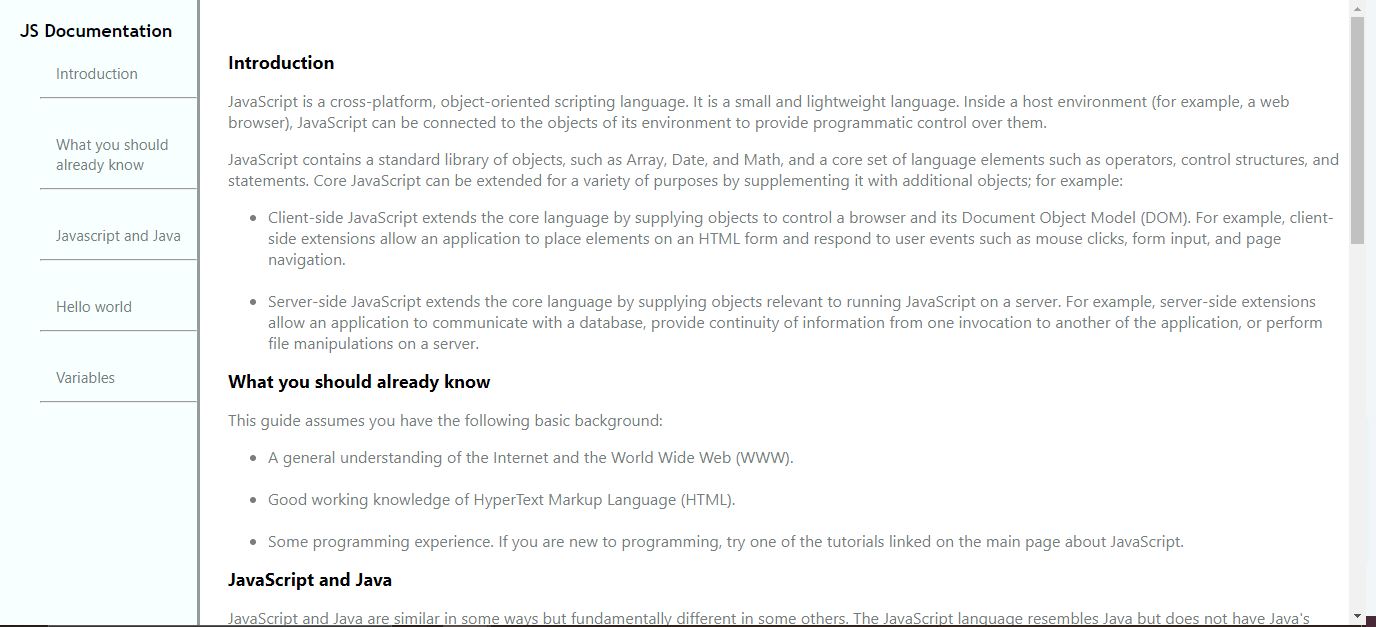 JS Documentation
Introduction
What you should
already know
Javascript and Java
Hello world
Variables
Introduction
JavaScript is a cross-platform, object-oriented scripting language. It is a small and lightweight language. Inside a host environment (for example, a web
browser), JavaScript can be connected to the objects of its environment to provide programmatic control over them.
JavaScript contains a standard library of objects, such as Array, Date, and Math, and a core set of language elements such as operators, control structures, and
statements. Core JavaScript can be extended for a variety of purposes by supplementing it with additional objects; for example:
• Client-side JavaScript extends the core language by supplying objects to control a browser and its Document Object Model (DOM). For example, client-
side extensions allow an application to place elements on an HTML form and respond to user events such as mouse clicks, form input, and page
navigation.
• Server-side JavaScript extends the core language by supplying objects relevant to running JavaScript on a server. For example, server-side extensions
allow an application to communicate with a database, provide continuity of information from one invocation to another of the application, or perform
file manipulations on a server.
What you should already know
This guide assumes you have the following basic background:
• A general understanding of the Internet and the World Wide Web (WWW).
• Good working knowledge of HyperText Markup Language (HTML).
• Some programming experience. If you are new to programming, try one of the tutorials linked on the main page about JavaScript.
JavaScript and Java
JavaScript and Java are similar in some ways but fundamentally different in some others. The JavaScript language resembles Java but does not have Java's